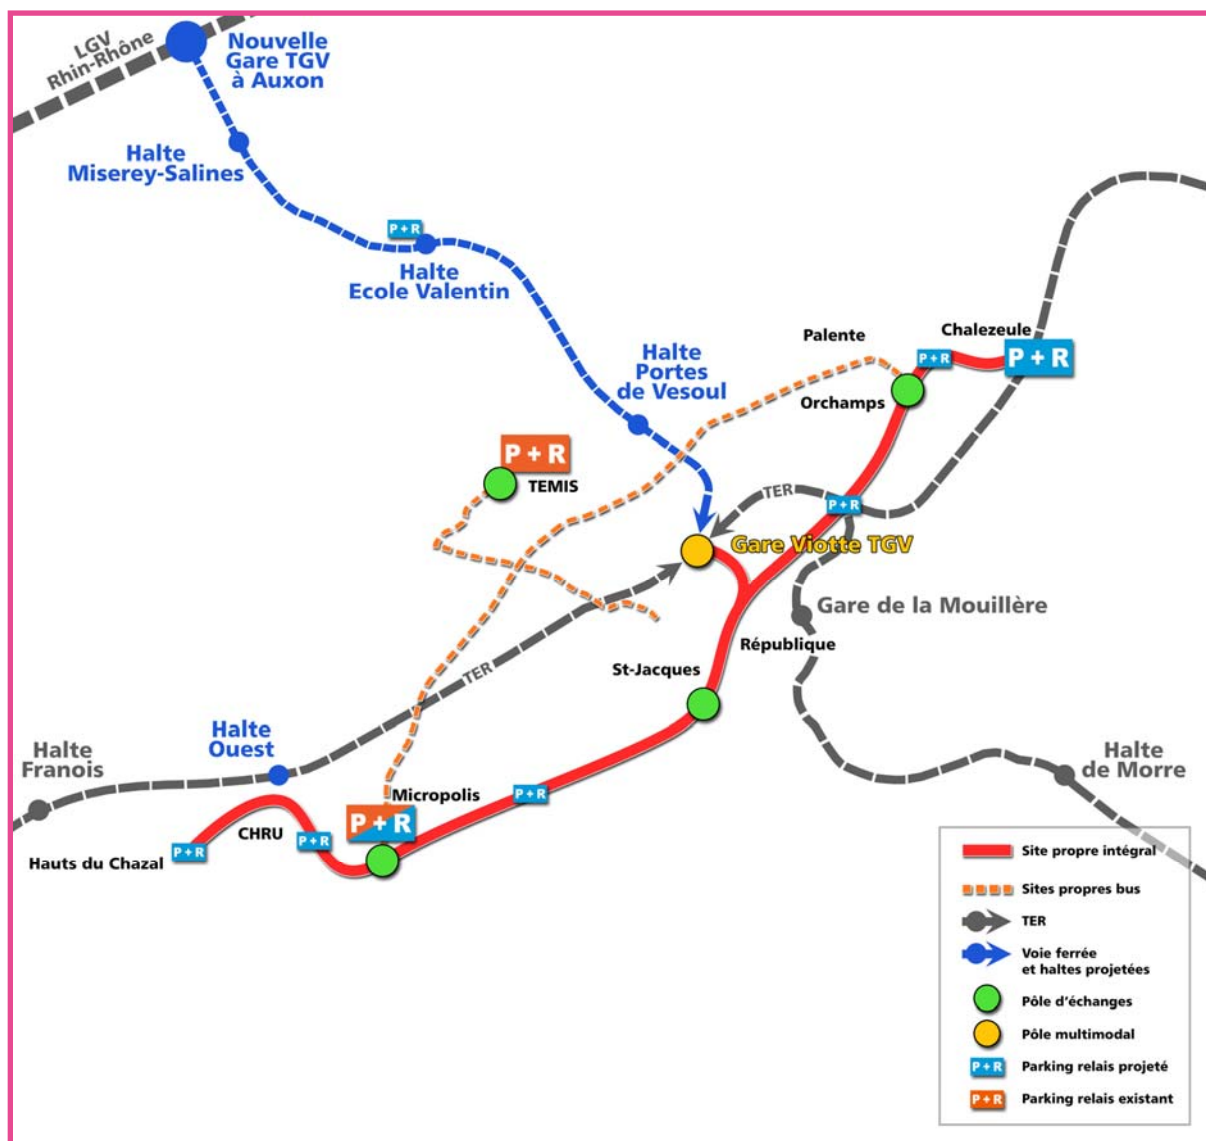 LGV
Rhin-Rhône
Nouvelle
Gare TGV
à Auxon
Halte
Miserey-Salines
P + R
Halte
Ecole Valentin
Halte
Portes
de Vesoul
Palente
Chalezeule
P + R
P + R
Orchamps
P + R
TEMIS
TER
P + R
Gare Viotte TGV
Gare de la Mouillère
République
St-Jacques
TER
Halte
Ouest
Halte
Franois
Halte
de Morre
Micropolis
P + R
P + R
CHRU
P + R
P + R
Hauts du Chazal
Site propre intégral
Sites propres bus
TER
Voie ferrée
et haltes projetées
Pôle d'échanges
Pôle multimodal
P + R Parking relais projeté
P + R Parking relais existant